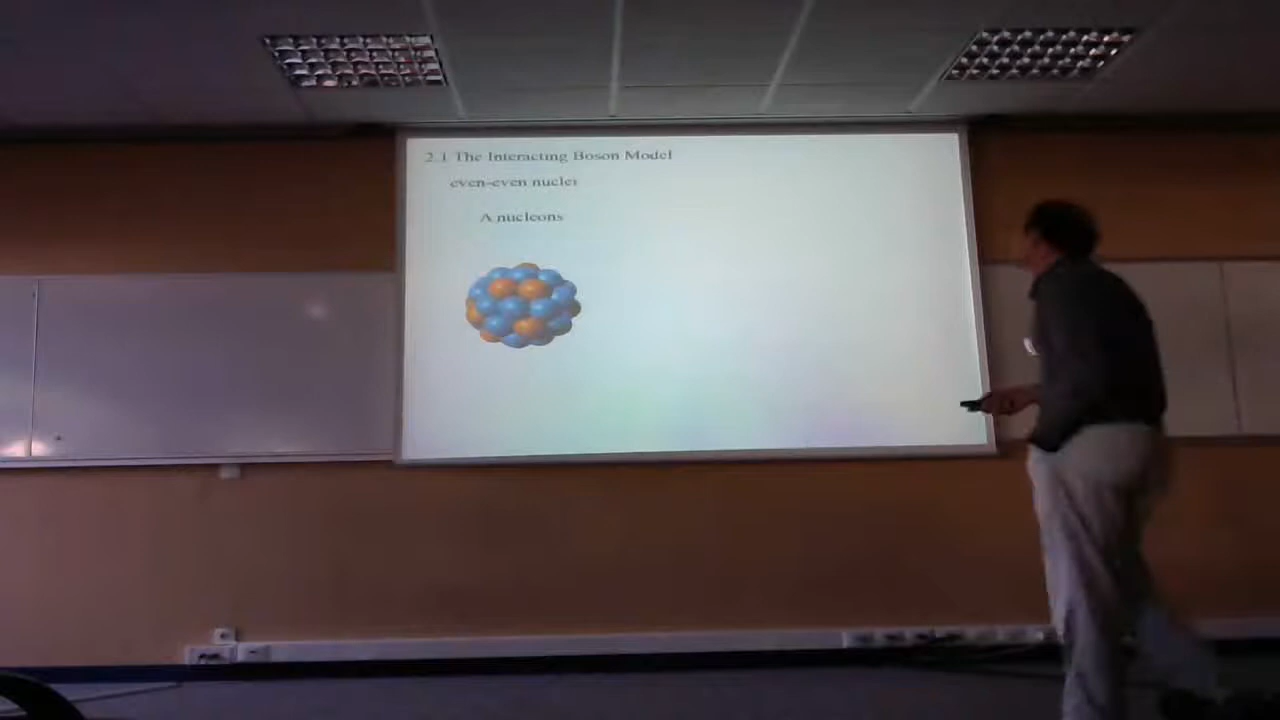 2.1 The Interacting Boson Model
even-even nuclei
A nucleons